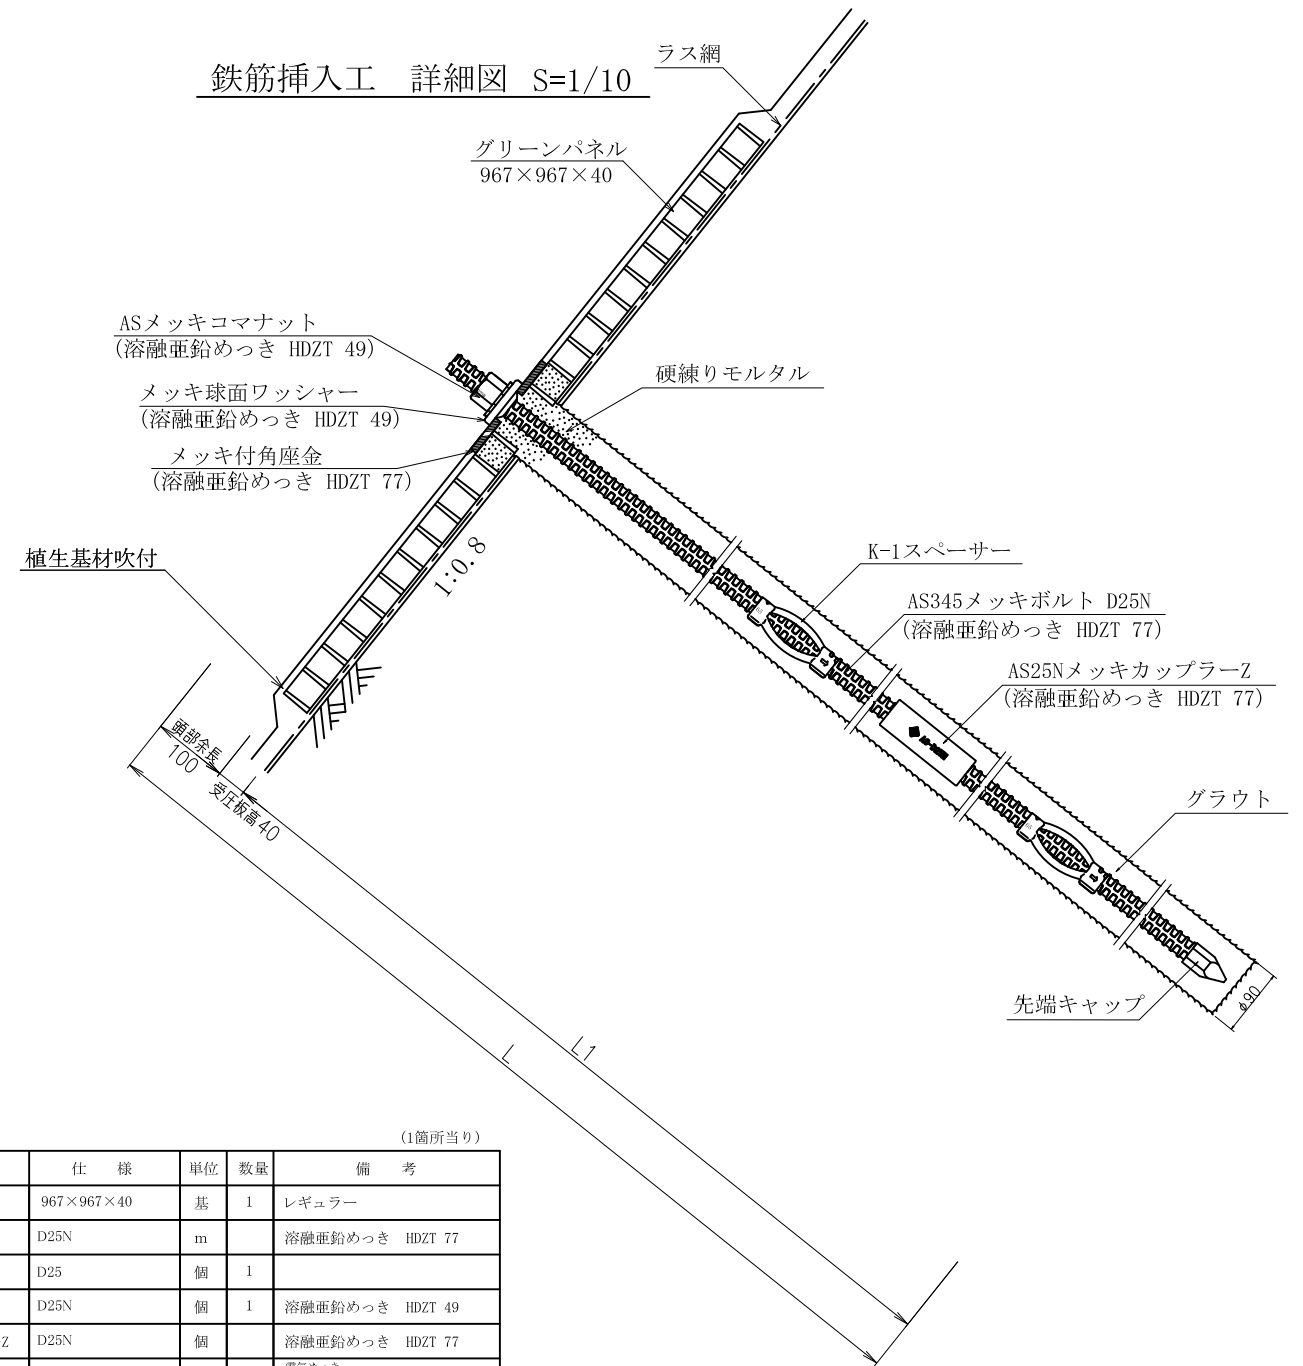 鉄筋挿入工　詳細図 S=1/10
ラス網
グリーンパネル
967×967×40
ASメッキコマナット
(溶融亜鉛めっき HDZT 49)
メッキ球面ワッシャー
(溶融亜鉛めっき HDZT 49)
メッキ付角座金
(溶融亜鉛めっき HDZT 77)
硬練りモルタル
植生基材吹付
1:0.8
K-1スペーサー
AS345メッキボルト D25N
(溶融亜鉛めっき HDZT 77)
AS25NメッキカップラーZ
(溶融亜鉛めっき HDZT 77)
頭部余長
100
受圧板高40
グラウト
先端キャップ
φ90
L1
L
(1箇所当り)
仕　様 単位 数量 備　考
967×967×40 基 1 レギュラー
D25N m 溶融亜鉛めっき HDZT 77
D25 個 1
D25N 個 1 溶融亜鉛めっき HDZT 49
Z D25N 個 溶融亜鉛めっき HDZT 77